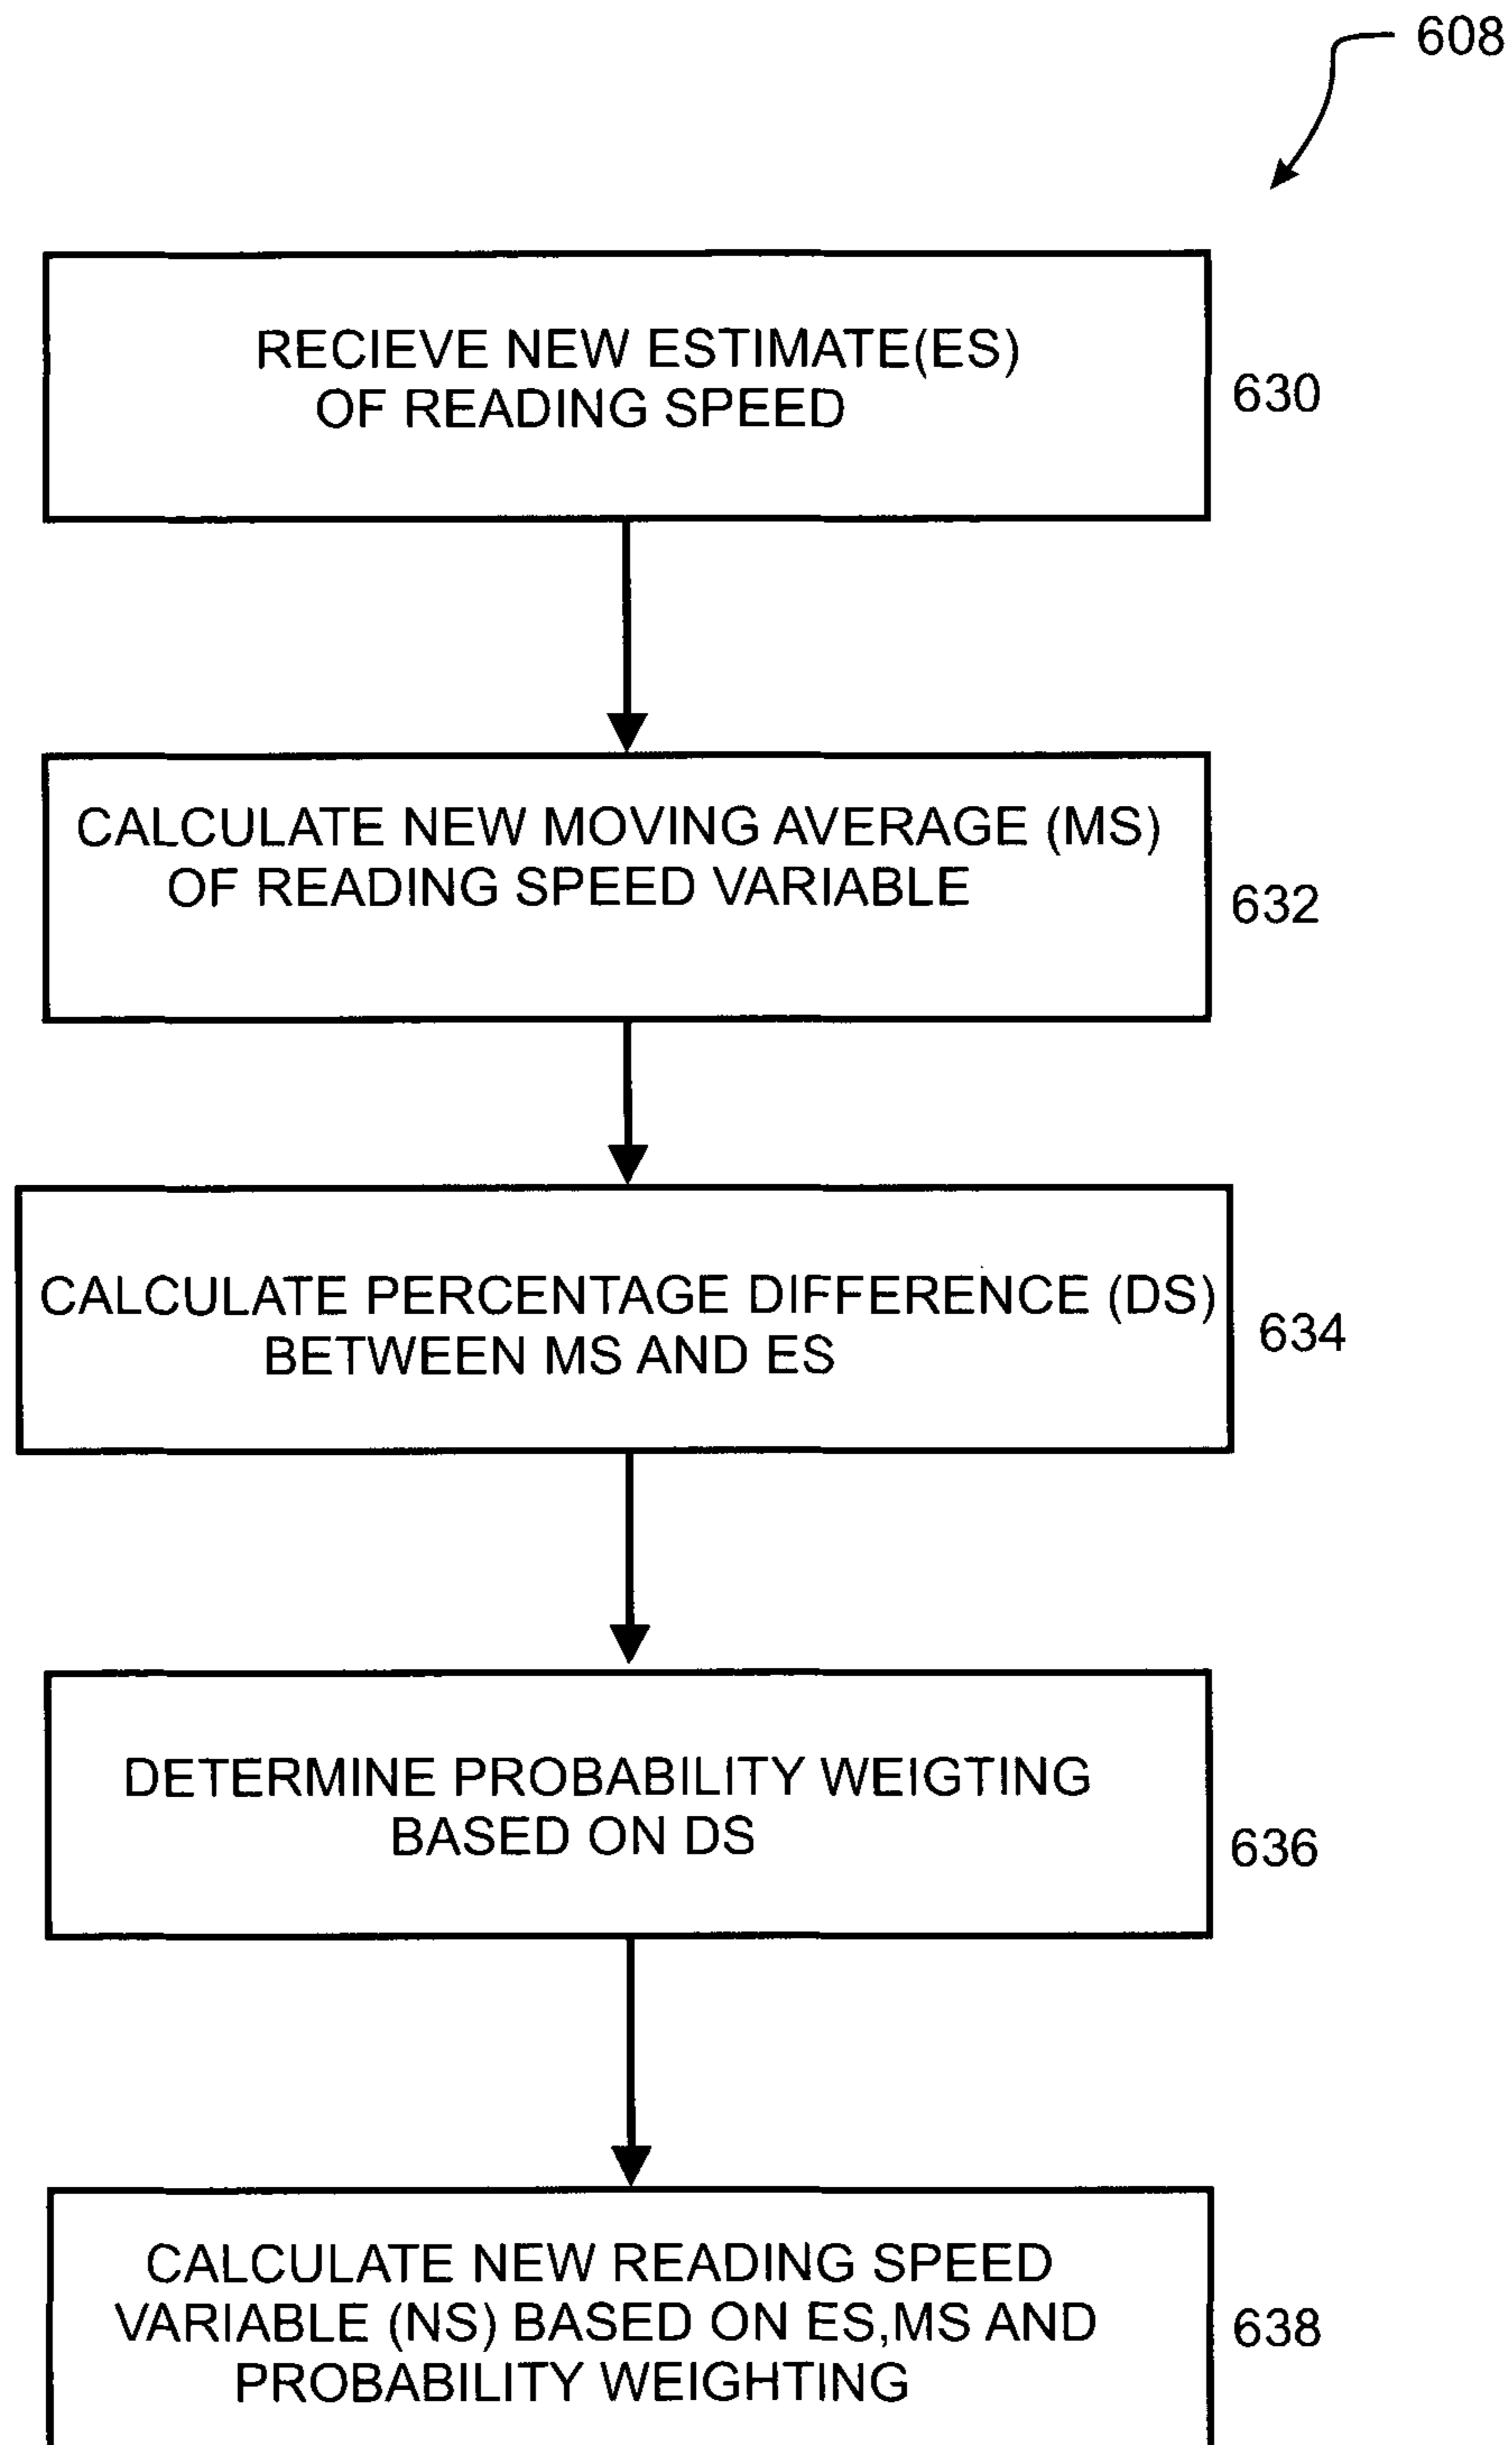 608
RECIEVE NEW ESTIMATE(ES)
OF READING SPEED
630
CALCULATE NEW MOVING AVERAGE (MS)
OF READING SPEED VARIABLE
632
CALCULATE PERCENTAGE DIFFERENCE (DS)
BETWEEN MS AND ES
634
DETERMINE PROBABILITY WEIGTING
BASED ON DS
636
CALCULATE NEW READING SPEED
VARIABLE (NS) BASED ON ES,MS AND
PROBABILITY WEIGHTING
638